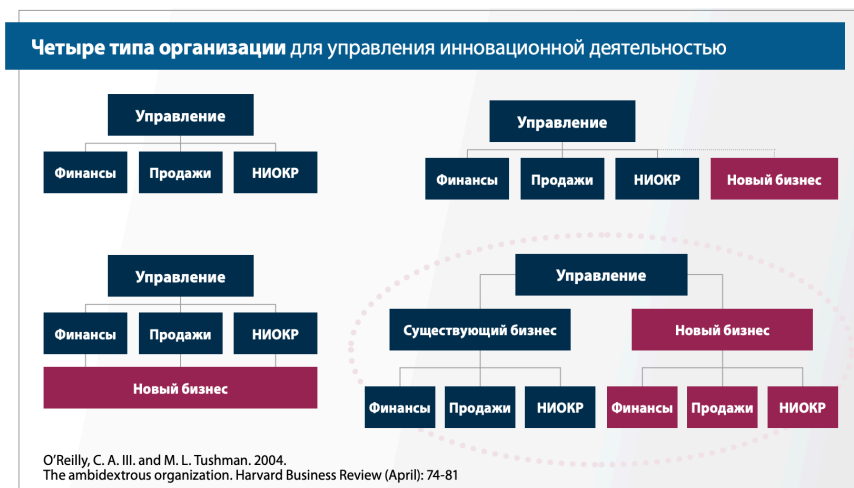 Четыре типа организации для управления инновационной деятельностью
Управление
Финансы Продажи НИОКР
Управление
Финансы Продажи НИОКР Новый бизнес
Управление
Финансы Продажи НИОКР
Новый бизнес
Управление
Существующий бизнес Новый бизнес
Финансы Продажи НИОКР Финансы Продажи НИОКР
O’Reilly, C. A. III. and M. L. Tushman. 2004.
The ambidextrous organization. Harvard Business Review (April): 74-81